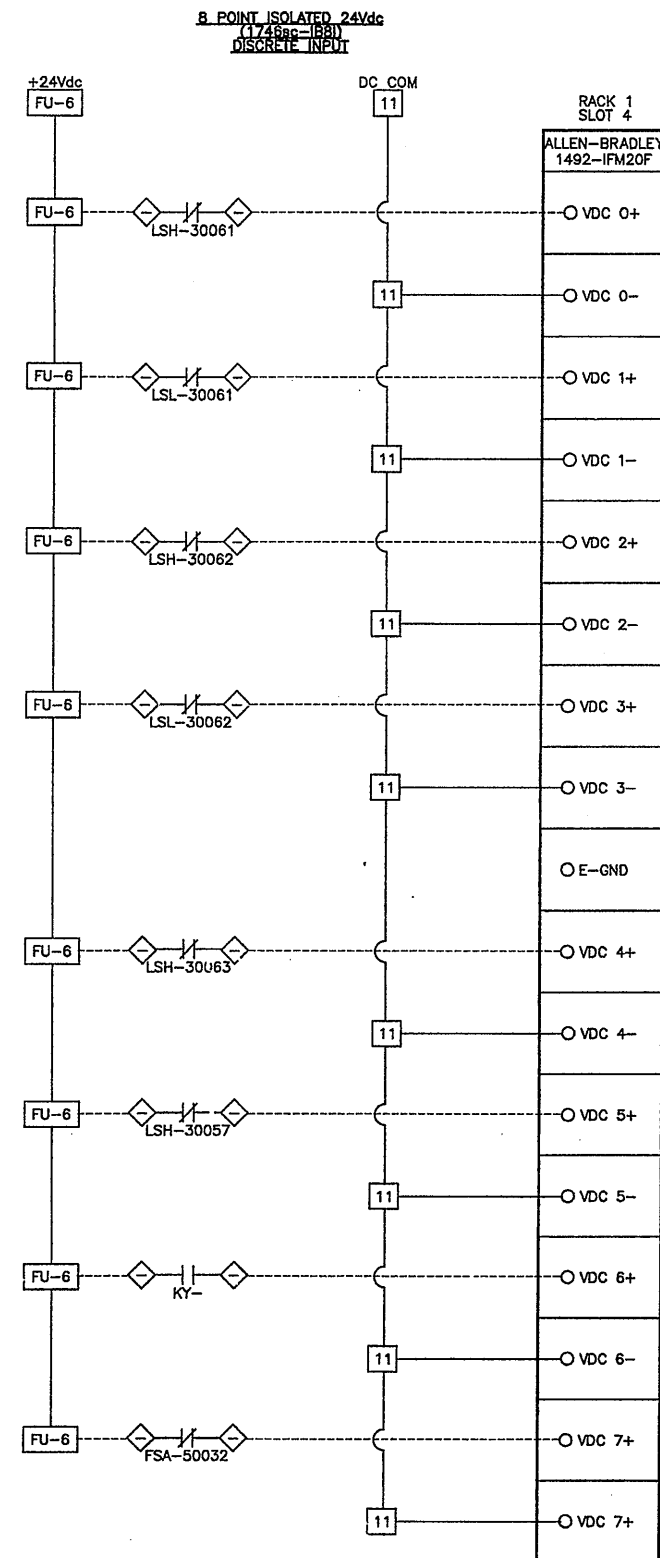 8 POINT ISOLATED 24Vdc
(1746sc-IB8I)
DISCRETE INPUT
+24Vdc
FU-6
DC COM
11
RACK 1
SLOT 4
ALLEN-BRADLEY
1492-IFM20F
FU-6
LSH-30061
VDC 0+
11
VDC 0-
FU-6
LSL-30061
VDC 1+
11
VDC 1-
FU-6
LSH-30062
VDC 2+
11
VDC 2-
FU-6
LSL-30062
VDC 3+
11
VDC 3-
E-GND
FU-6
LSH-30063
VDC 4+
11
VDC 4-
FU-6
LSH-30057
VDC 5+
11
VDC 5-
FU-6
KY-
VDC 6+
11
VDC 6-
FU-6
FSA-50032
VDC 7+
11
VDC 7+